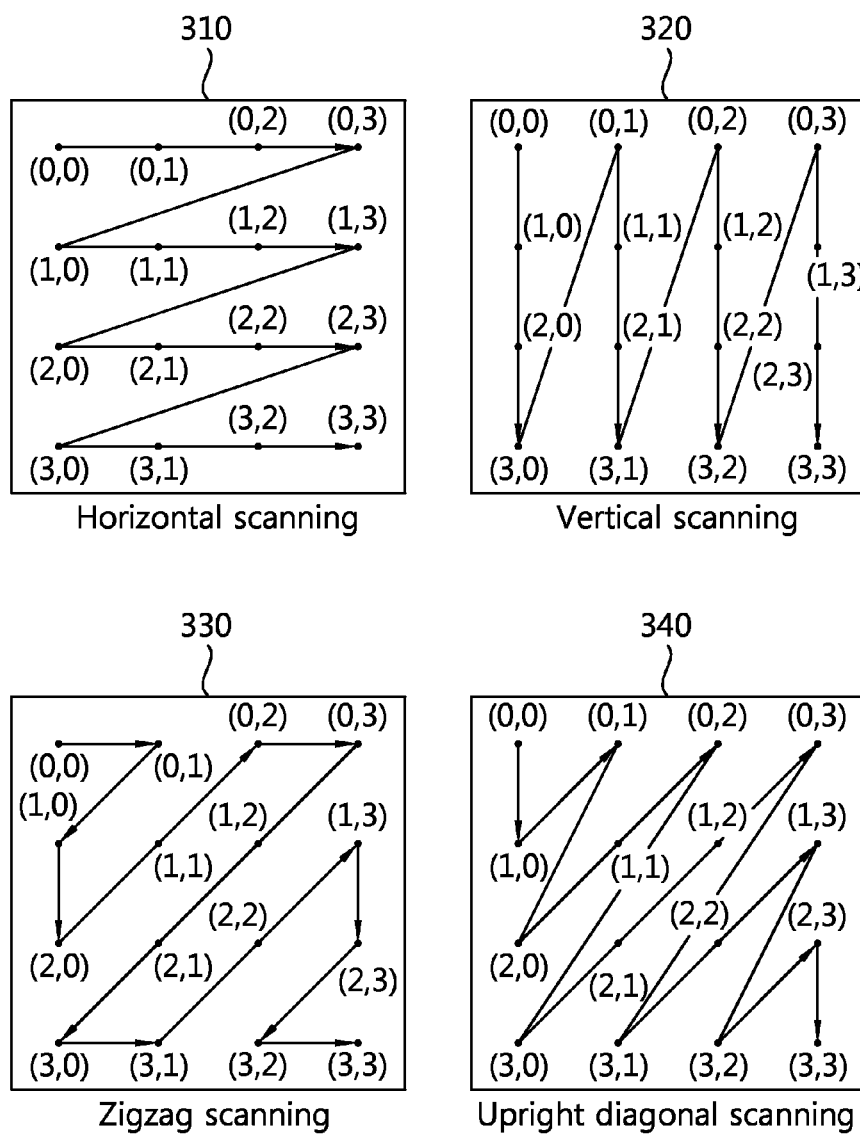 310
(0,2) (0,3)
(0,0) (0,1)
(1,2) (1,3)
(1,0) (1,1)
(2,2) (2,3)
(2,0) (2,1)
(3,2) (3,3)
(3,0) (3,1)
Horizontal scanning
320
(0,0) (0,1) (0,2) (0,3)
(1,0) (1,1) (1,2)
(1,3)
(2,0) (2,1) (2,2)
(2,3)
(3,0) (3,1) (3,2) (3,3)
Vertical scanning
330
(0,2) (0,3)
(0,0) (0,1)
(1,0)
(1,2) (1,3)
(1,1)
(2,2)
(2,0) (2,1)
(2,3)
(3,0) (3,1) (3,2) (3,3)
Zigzag scanning
340
(0,0) (0,1) (0,2) (0,3)
(1,2) (1,3)
(1,0) (1,1)
(2,2) (2,3)
(2,0)
(2,1)
(3,0) (3,1) (3,2) (3,3)
Upright diagonal scanning